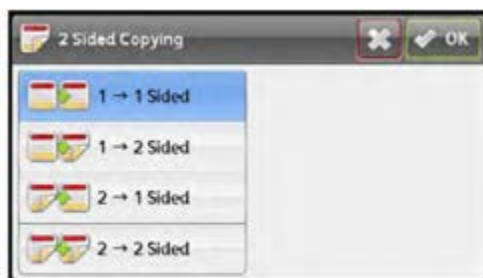 2 Sided Copying
OK
1 → 1 Sided
1 → 2 Sided
2 → 1 Sided
2 → 2 Sided